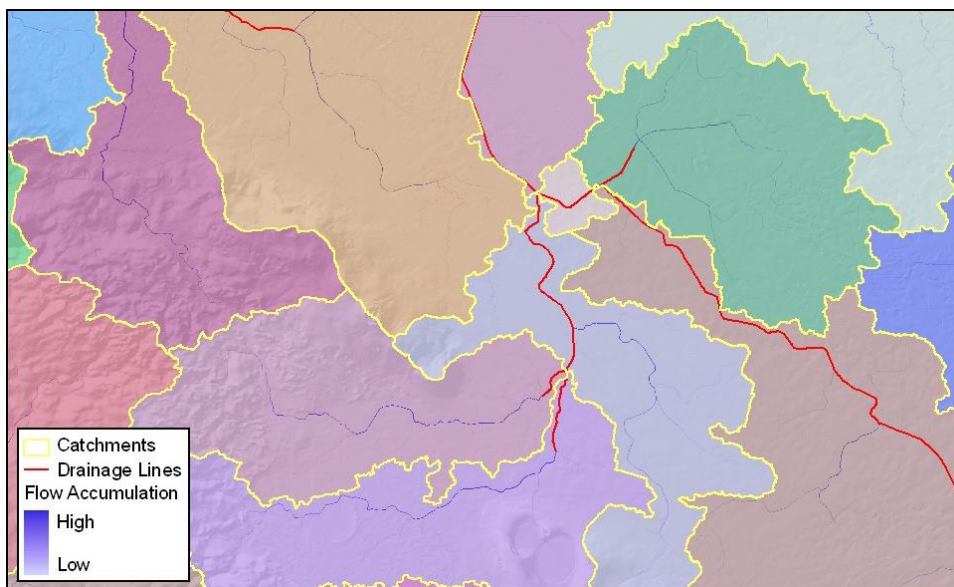 Catchments
Drainage Lines
Flow Accumulation
High
Low